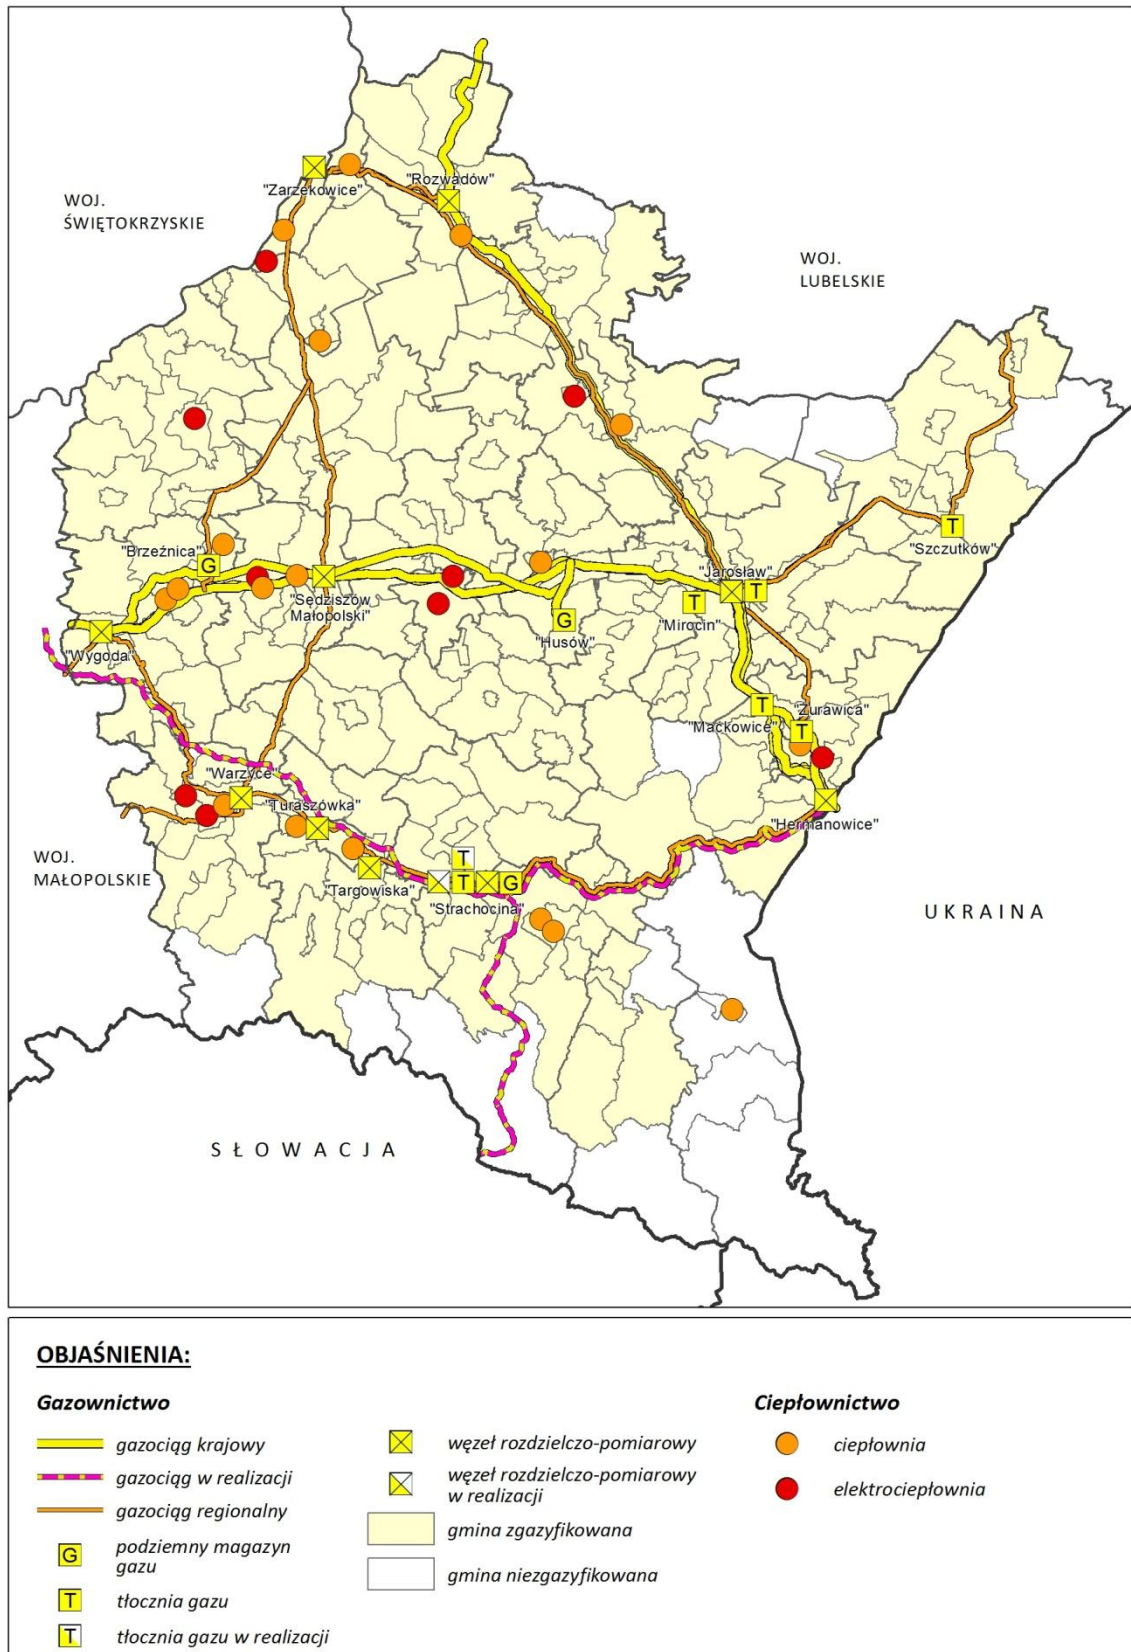 "Rozwadów"
"Zarzekowice"
WOJ.
ŚWIĘTOKRZYSKIE
WOJ.
LUBELSKIE
T
"Szczutków"
"Brzeźnica"
G
"Jarosław"
T
"Sędziszów
Małopolski"
T
"Mirocin"
G
"Husów"
"Wygoda"
T
"Żurawica"
"Maćkowice"
T
"Warzyce"
"Turaszówka"
"Hermanowice"
WOJ.
MAŁOPOLSKIE
T
"Targowiska"
T
G
"Strachocina"
UKRAINA
SŁOWACJA
OBJAŚNIENIA:
Gazownictwo
gazociąg krajowy
gazociąg w realizacji
gazociąg regionalny
G
podziemny magazyn
gazu
T
tłocznia gazu
T
tłocznia gazu w realizacji
węzeł rozdzielczo-pomiarowy
węzeł rozdzielczo-pomiarowy
w realizacji
gmina zgazyfikowana
gmina niezgazyfikowana
Ciepłownictwo
ciepłownia
elektrociepłownia